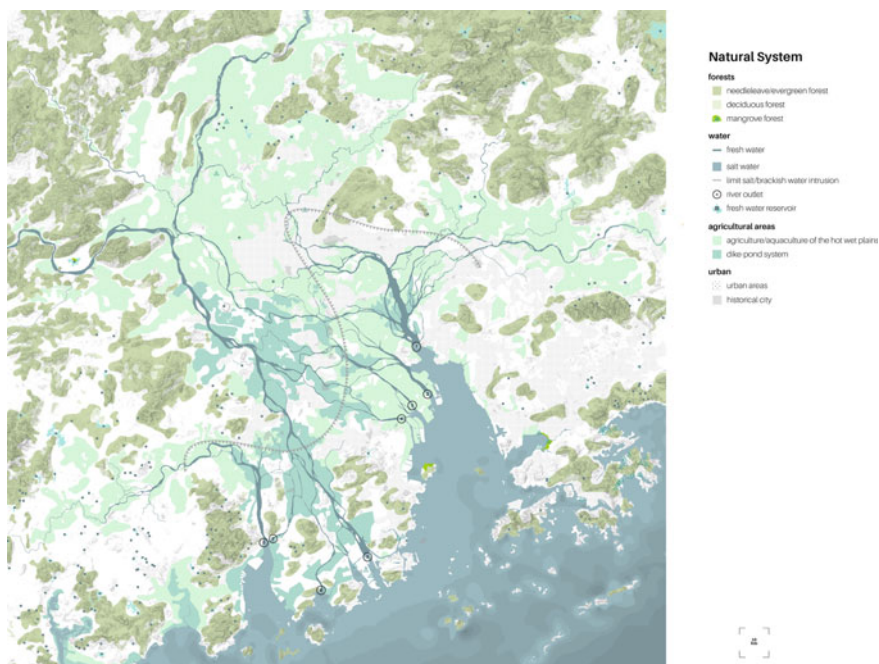 Natural System
forests
needleleave/evergreen forest
deciduous forest
mangrove forest
water
fresh water
salt water
limit salt/brackish water intrusion
river outlet
fresh water reservoir
agricultural areas
agriculture/aquaculture of the hot wet plains
dike-pond system
urban
urban areas
historical city